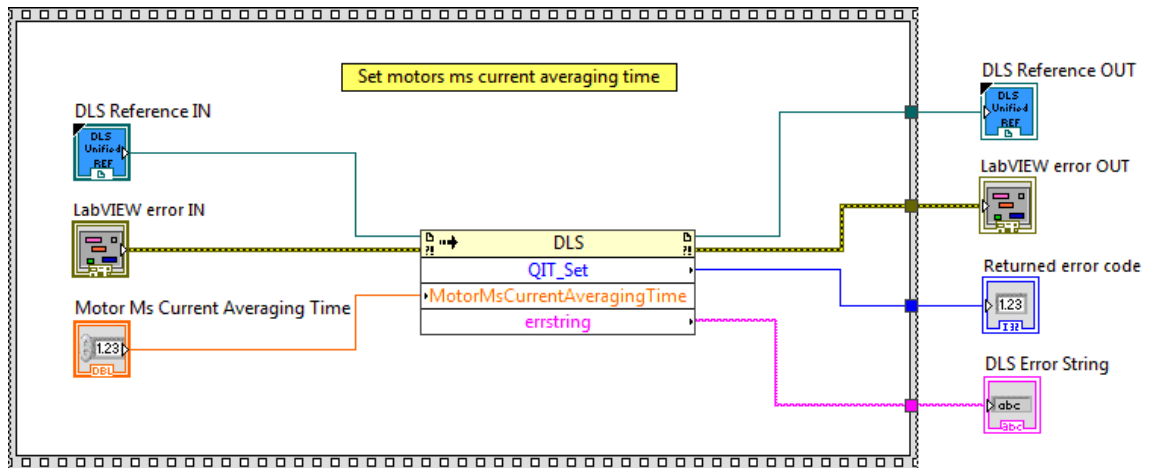 Set motors ms current averaging time
DLS Reference IN
DLS
Unified
REF
LabVIEW error IN
Motor Ms Current Averaging Time
1.23
DBL
?!
DLS
?!
QIT_Set
MotorMsCurrentAveragingTime
errstring
DLS Reference OUT
DLS
Unified
REF
LabVIEW error OUT
Returned error code
1.23
I32
DLS Error String
abc
abc